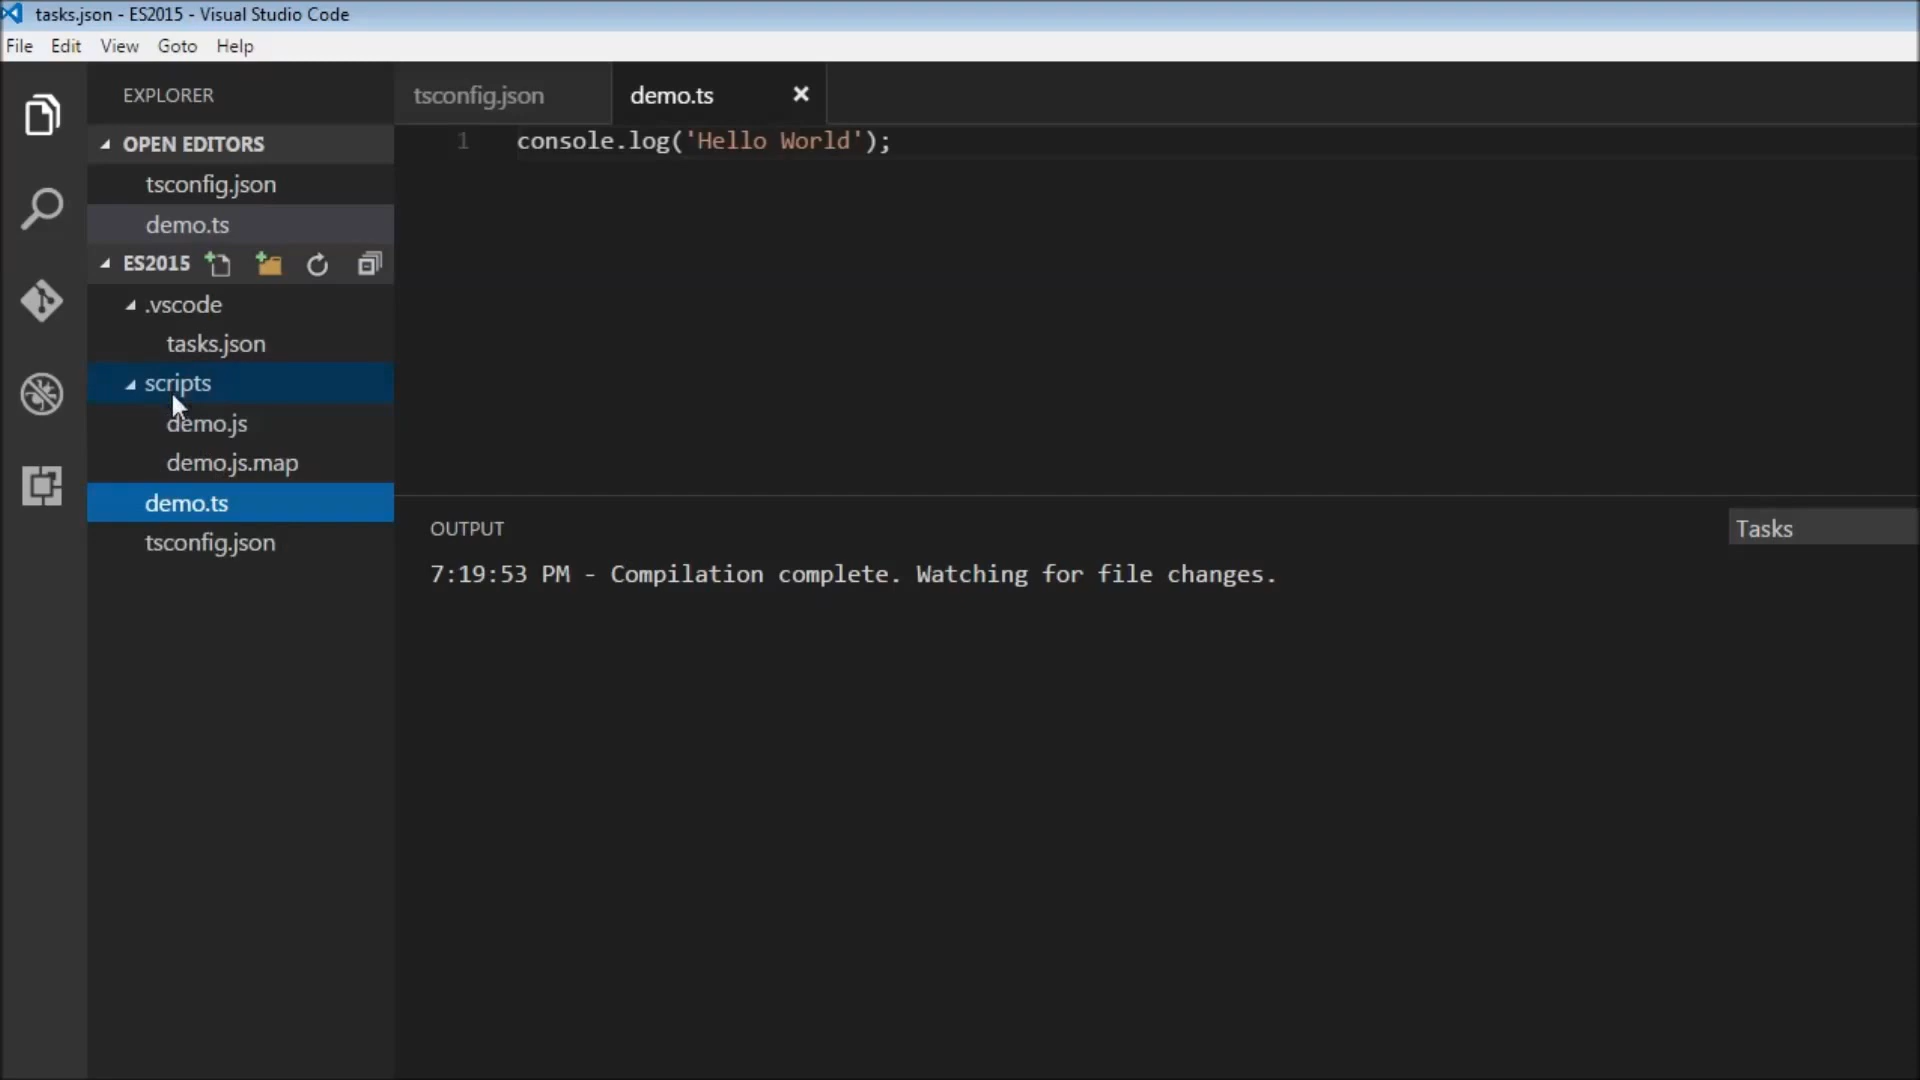 tasks.json - ES2015 - Visual Studio Code
File Edit View Goto Help
EXPLORER
OPEN EDITORS
tsconfig.json
demo.ts
ES2015
.vscode
tasks.json
scripts
demo.js
demo.js.map
demo.ts
tsconfig.json
tsconfig.json demo.ts
1 console.log('Hello World');
OUTPUT Tasks
7:19:53 PM - Compilation complete. Watching for file changes.